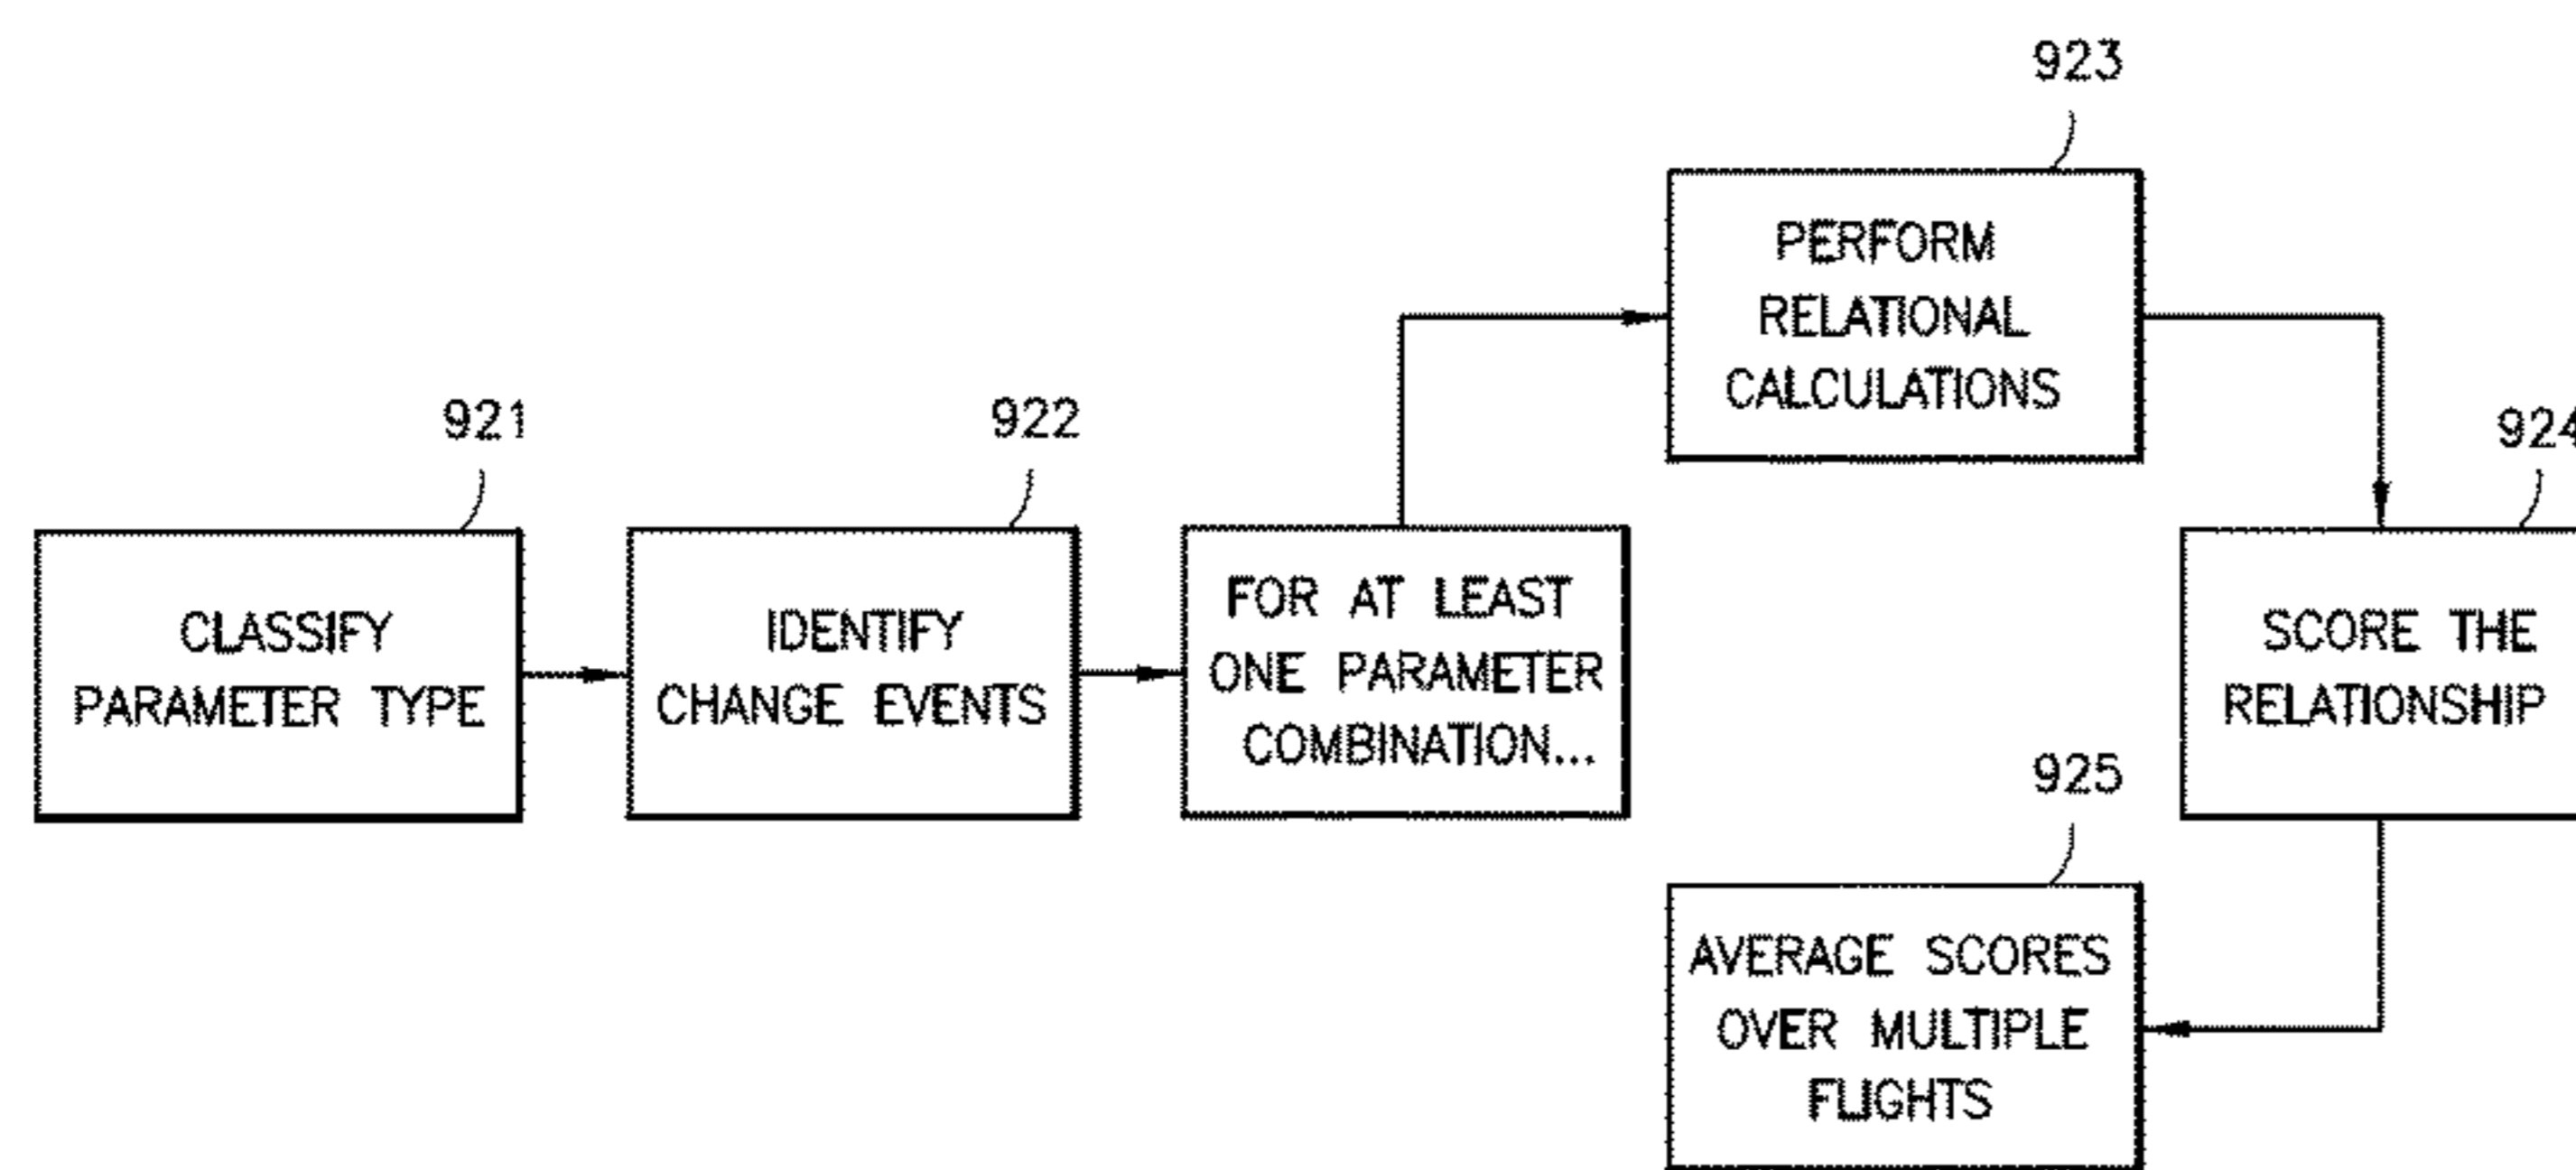 921
CLASSIFY
PARAMETER TYPE
922
IDENTIFY
CHANGE EVENTS
FOR AT LEAST
ONE PARAMETER
COMBINATION...
923
PERFORM
RELATIONAL
CALCULATIONS
924
SCORE THE
RELATIONSHIP
925
AVERAGE SCORES
OVER MULTIPLE
FLIGHTS